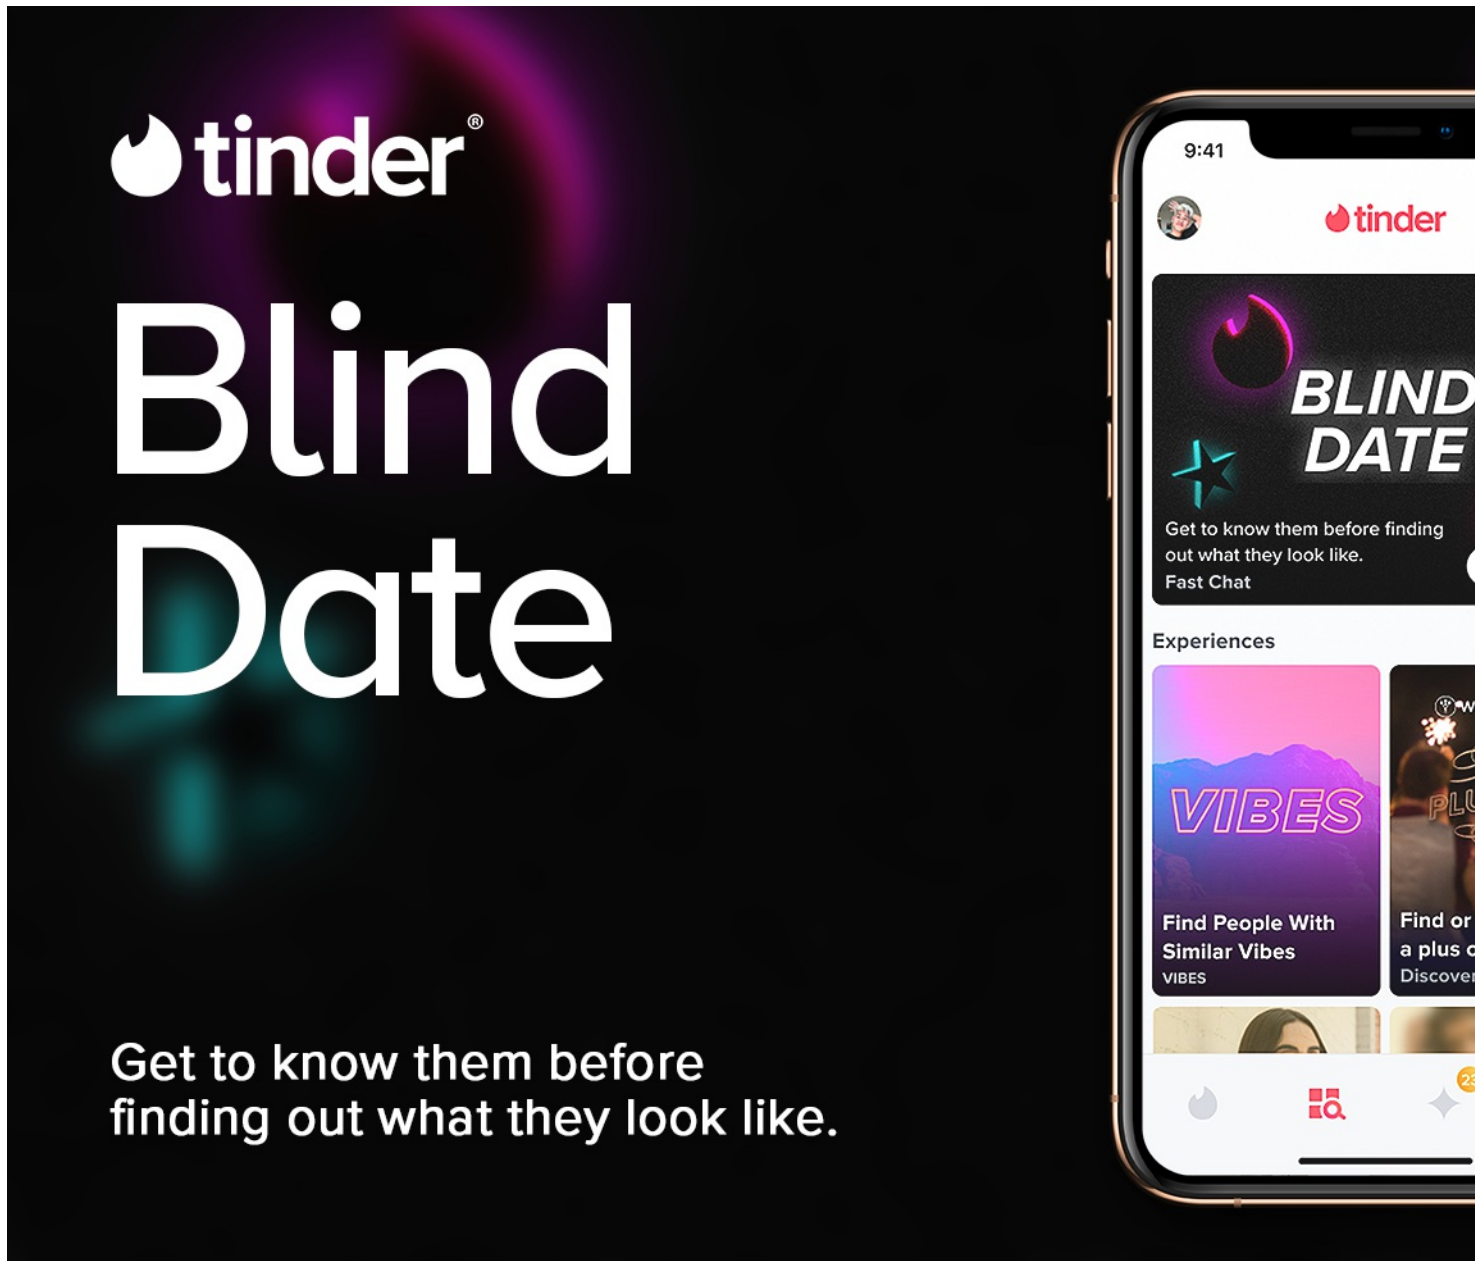 tinder®
Blind
Date
Get to know them before
finding out what they look like.
9:41
tinder
BLIND
DATE
Get to know them before finding
out what they look like.
Fast Chat
Experiences
VIBES
Find People With
Similar Vibes
VIBES
W
PLU
Find or
a plus o
Discover
23